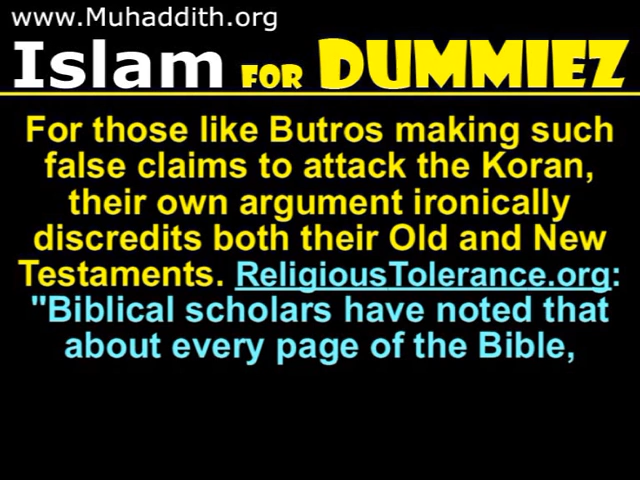 www.Muhaddith.org
Islam FOR DUMMIEZ
For those like Butros making such
false claims to attack the Koran,
their own argument ironically
discredits both their Old and New
Testaments. ReligiousTolerance.org:
"Biblical scholars have noted that
about every page of the Bible,